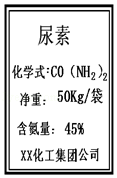 尿素
化学式:CO(NH₂)₂
净重: 50Kg/袋
含氮量: 45%
XX化工集团公司